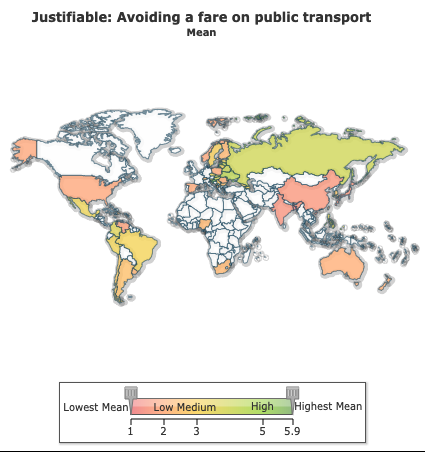 Justifiable: Avoiding a fare on public transport
Mean
Lowest Mean Low Medium High Highest Mean
1 2 3 5 5.9